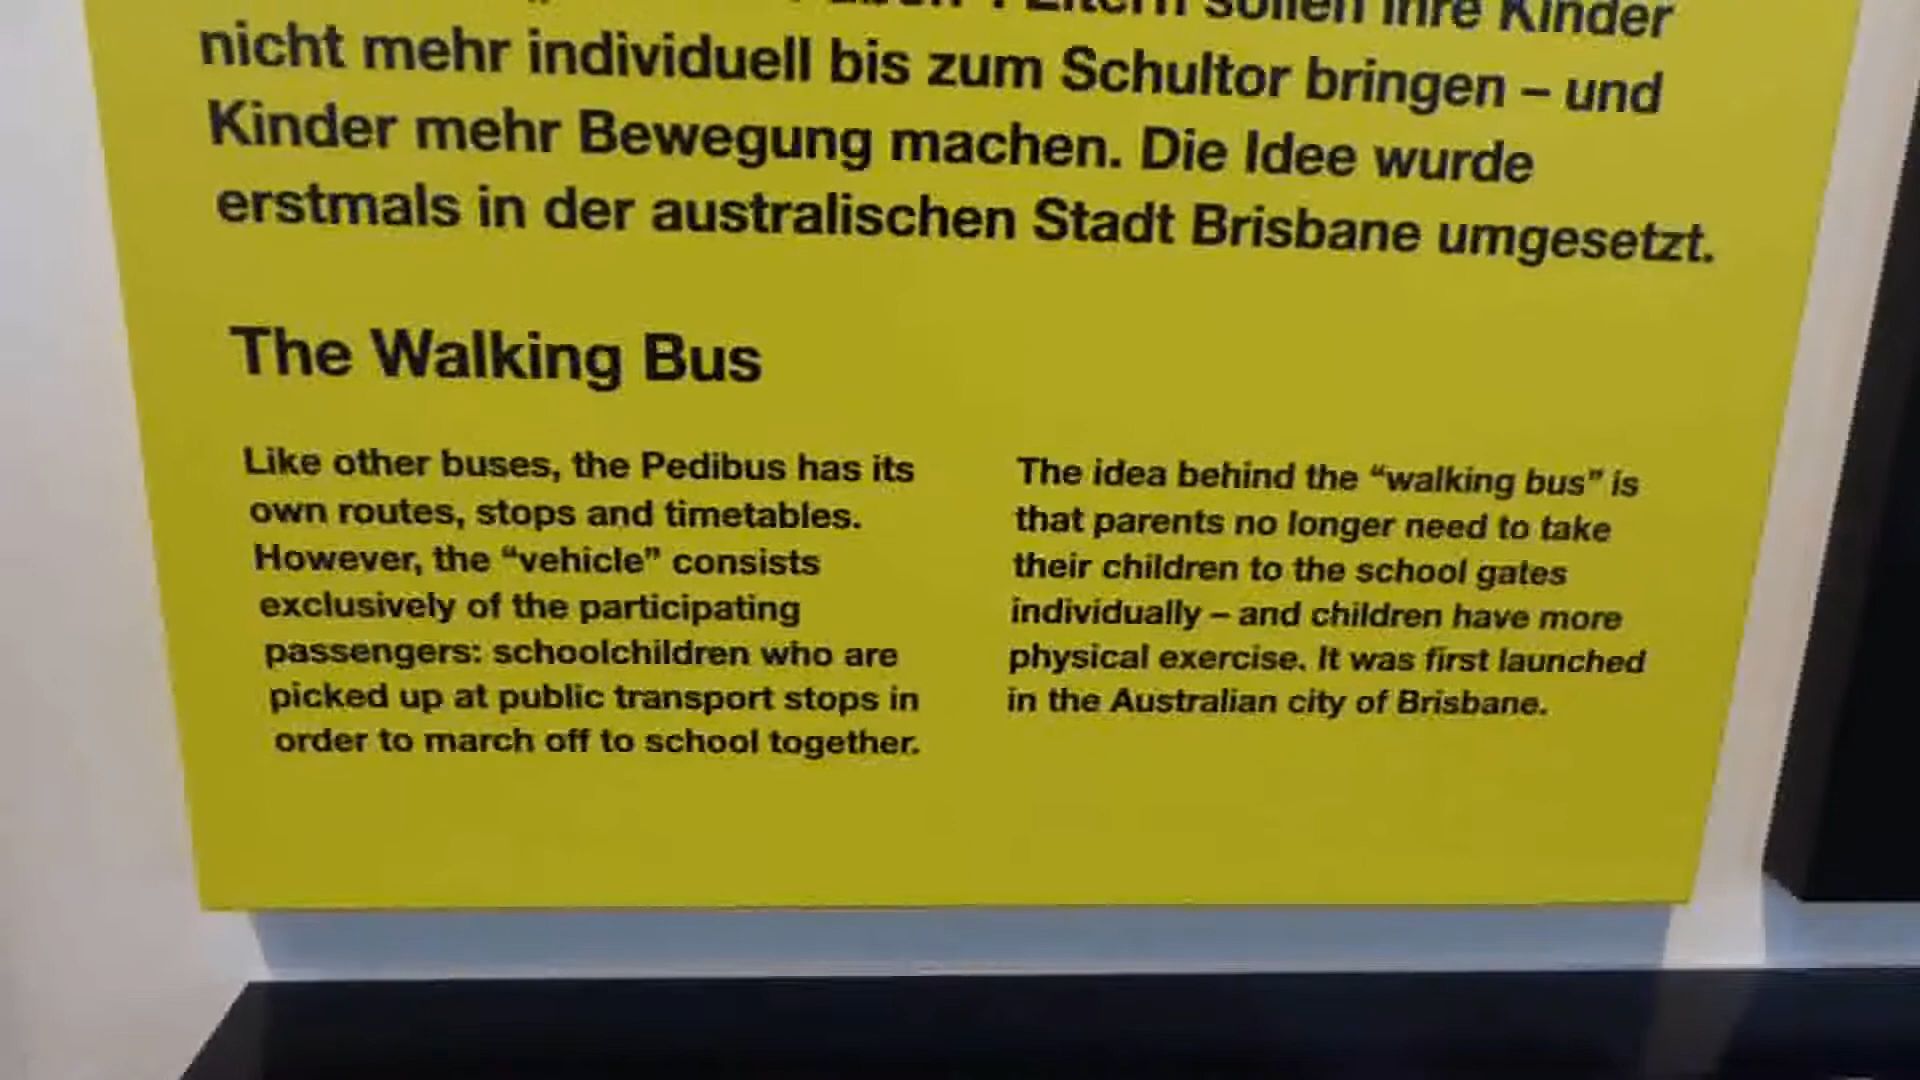 Eltern sollen ihre Kinder
nicht mehr individuell bis zum Schultor bringen – und
Kinder mehr Bewegung machen. Die Idee wurde
erstmals in der australischen Stadt Brisbane umgesetzt.
The Walking Bus
Like other buses, the Pedibus has its
own routes, stops and timetables.
However, the “vehicle” consists
exclusively of the participating
passengers: schoolchildren who are
picked up at public transport stops in
order to march off to school together.
The idea behind the “walking bus” is
that parents no longer need to take
their children to the school gates
individually – and children have more
physical exercise. It was first launched
in the Australian city of Brisbane.